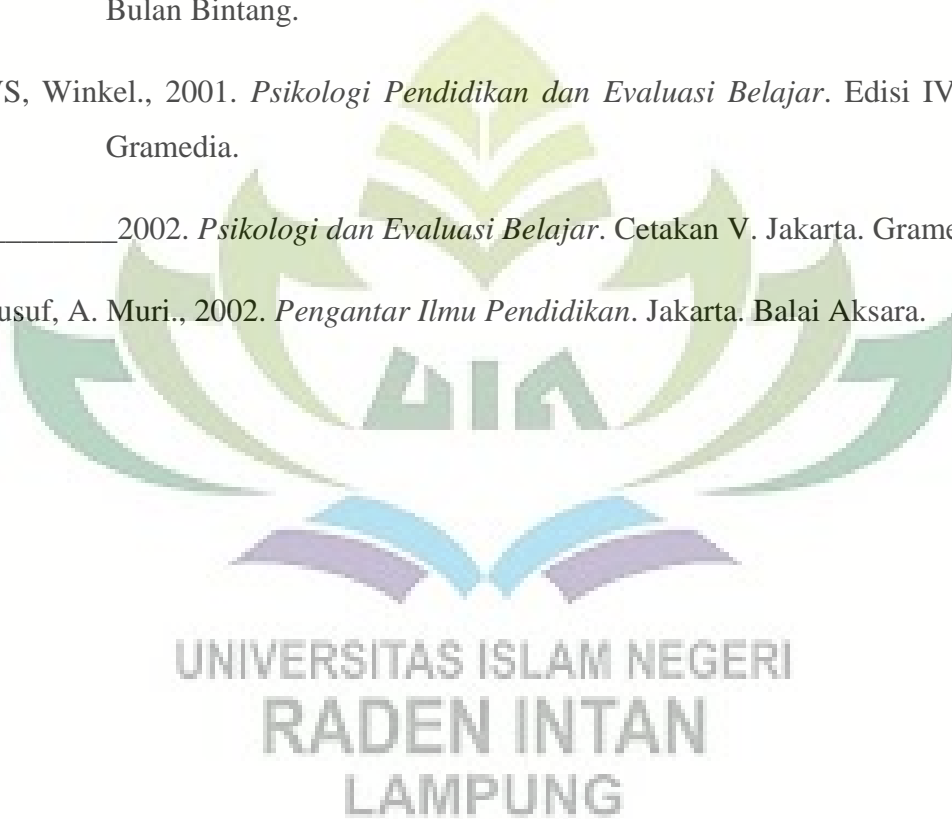 Bulan Bintang.
S, Winkel., 2001. Psikologi Pendidikan dan Evaluasi Belajar. Edisi IV
Gramedia.
________2002. Psikologi dan Evaluasi Belajar. Cetakan V. Jakarta. Grame
usuf, A. Muri., 2002. Pengantar Ilmu Pendidikan. Jakarta. Balai Aksara.
UIN
UNIVERSITAS ISLAM NEGERI
RADEN INTAN
LAMPUNG